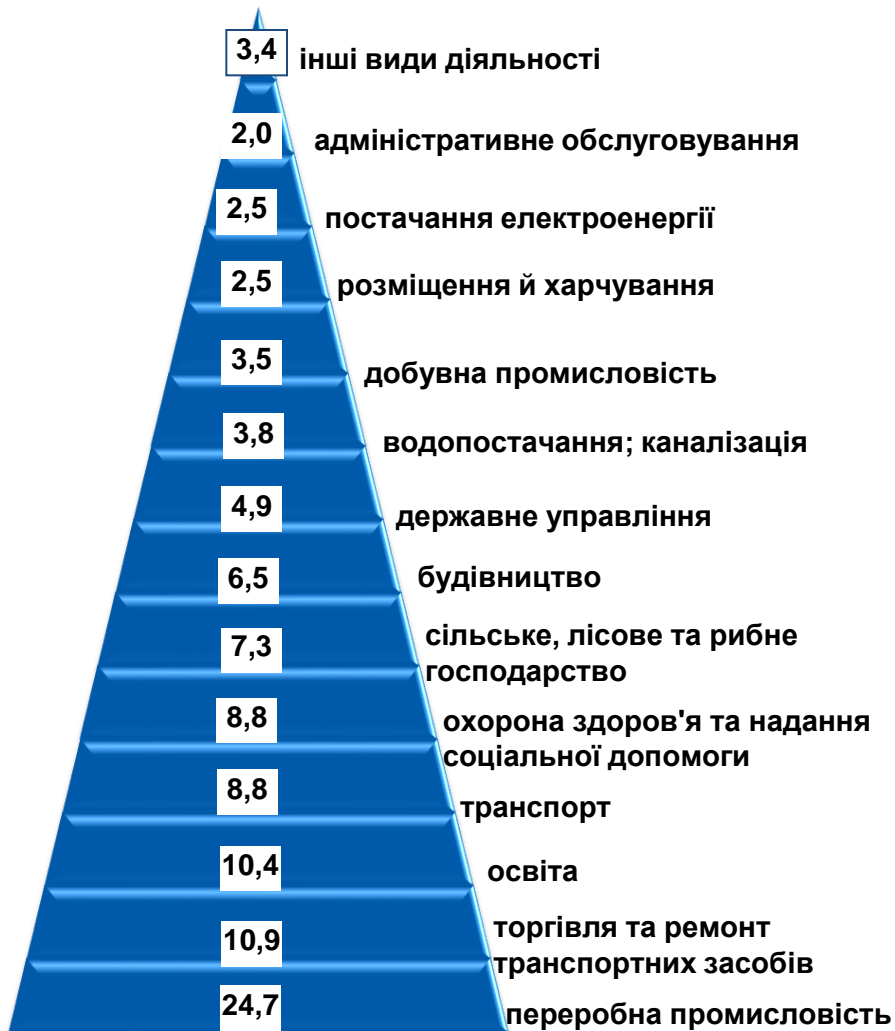 3,4
інші види діяльності
2,0
адміністративне обслуговування
2,5
постачання електроенергії
2,5
розміщення й харчування
3,5
добувна промисловість
3,8
водопостачання; каналізація
4,9
державне управління
6,5
будівництво
7,3
сільське, лісове та рибне
господарство
8,8
охорона здоров'я та надання
соціальної допомоги
8,8
транспорт
10,4
освіта
10,9
торгівля та ремонт
транспортних засобів
24,7
переробна промисловість